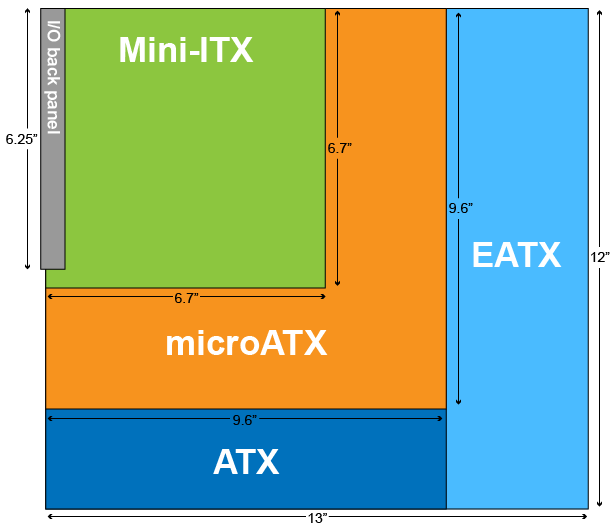 I/O back panel
Mini-ITX
6.25”
6.7”
9.6”
EATX
12”
6.7”
microATX
9.6”
ATX
13”